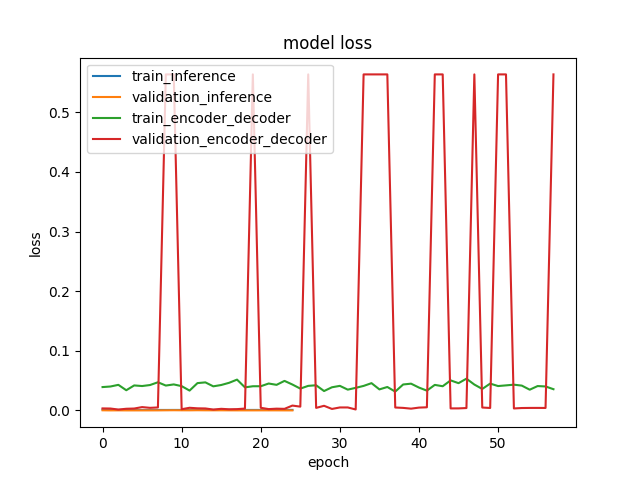 model loss
train_inference
validation_inference
train_encoder_decoder
validation_encoder_decoder
0.5
0.4
0.3
0.2
0.1
0.0
loss
0 10 20 30 40 50
epoch